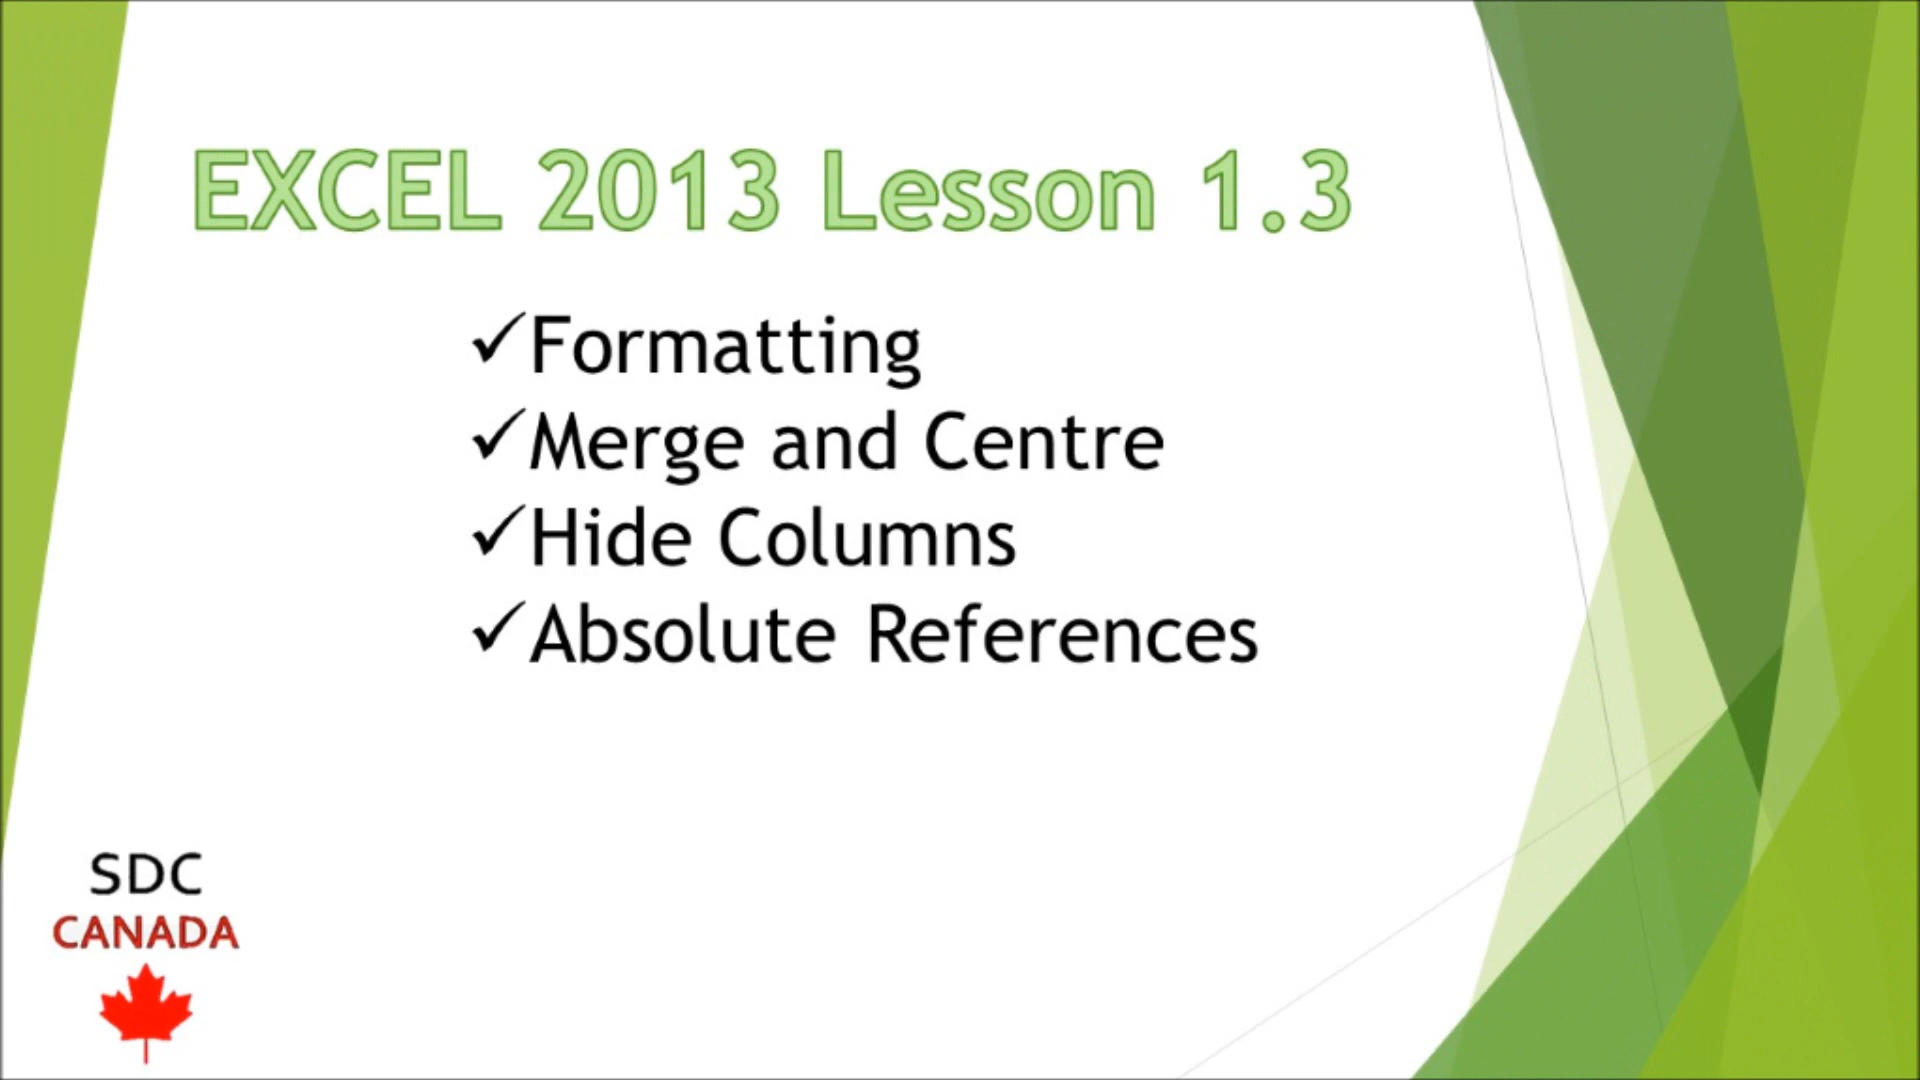 EXCEL 2013 Lesson 1.3
✓Formatting
✓Merge and Centre
✓Hide Columns
✓Absolute References
SDC
CANADA